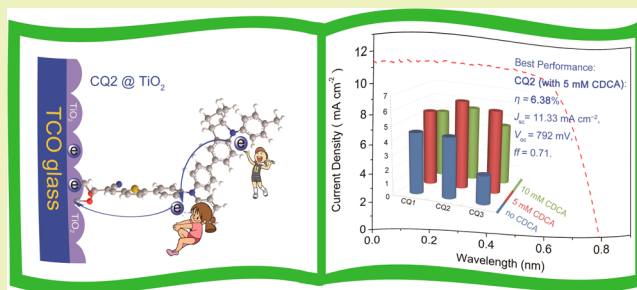 CQ2 @ TiO2
TCO glass
TiO2
e
e
TiO2
e
e
Current Density ( mA cm-2)
12
10
8
6
4
2
0
0.0
0.2
0.4
0.6
0.8
Wavelength (nm)
7
6
5
4
3
2
1
0
CQ1
CQ2
CQ3
10 mM CDCA
5 mM CDCA
no CDCA
Best Performance:
CQ2 (with 5 mM CDCA):
η = 6.38%
Jsc = 11.33 mA cm−2,
Voc = 792 mV,
ff = 0.71.